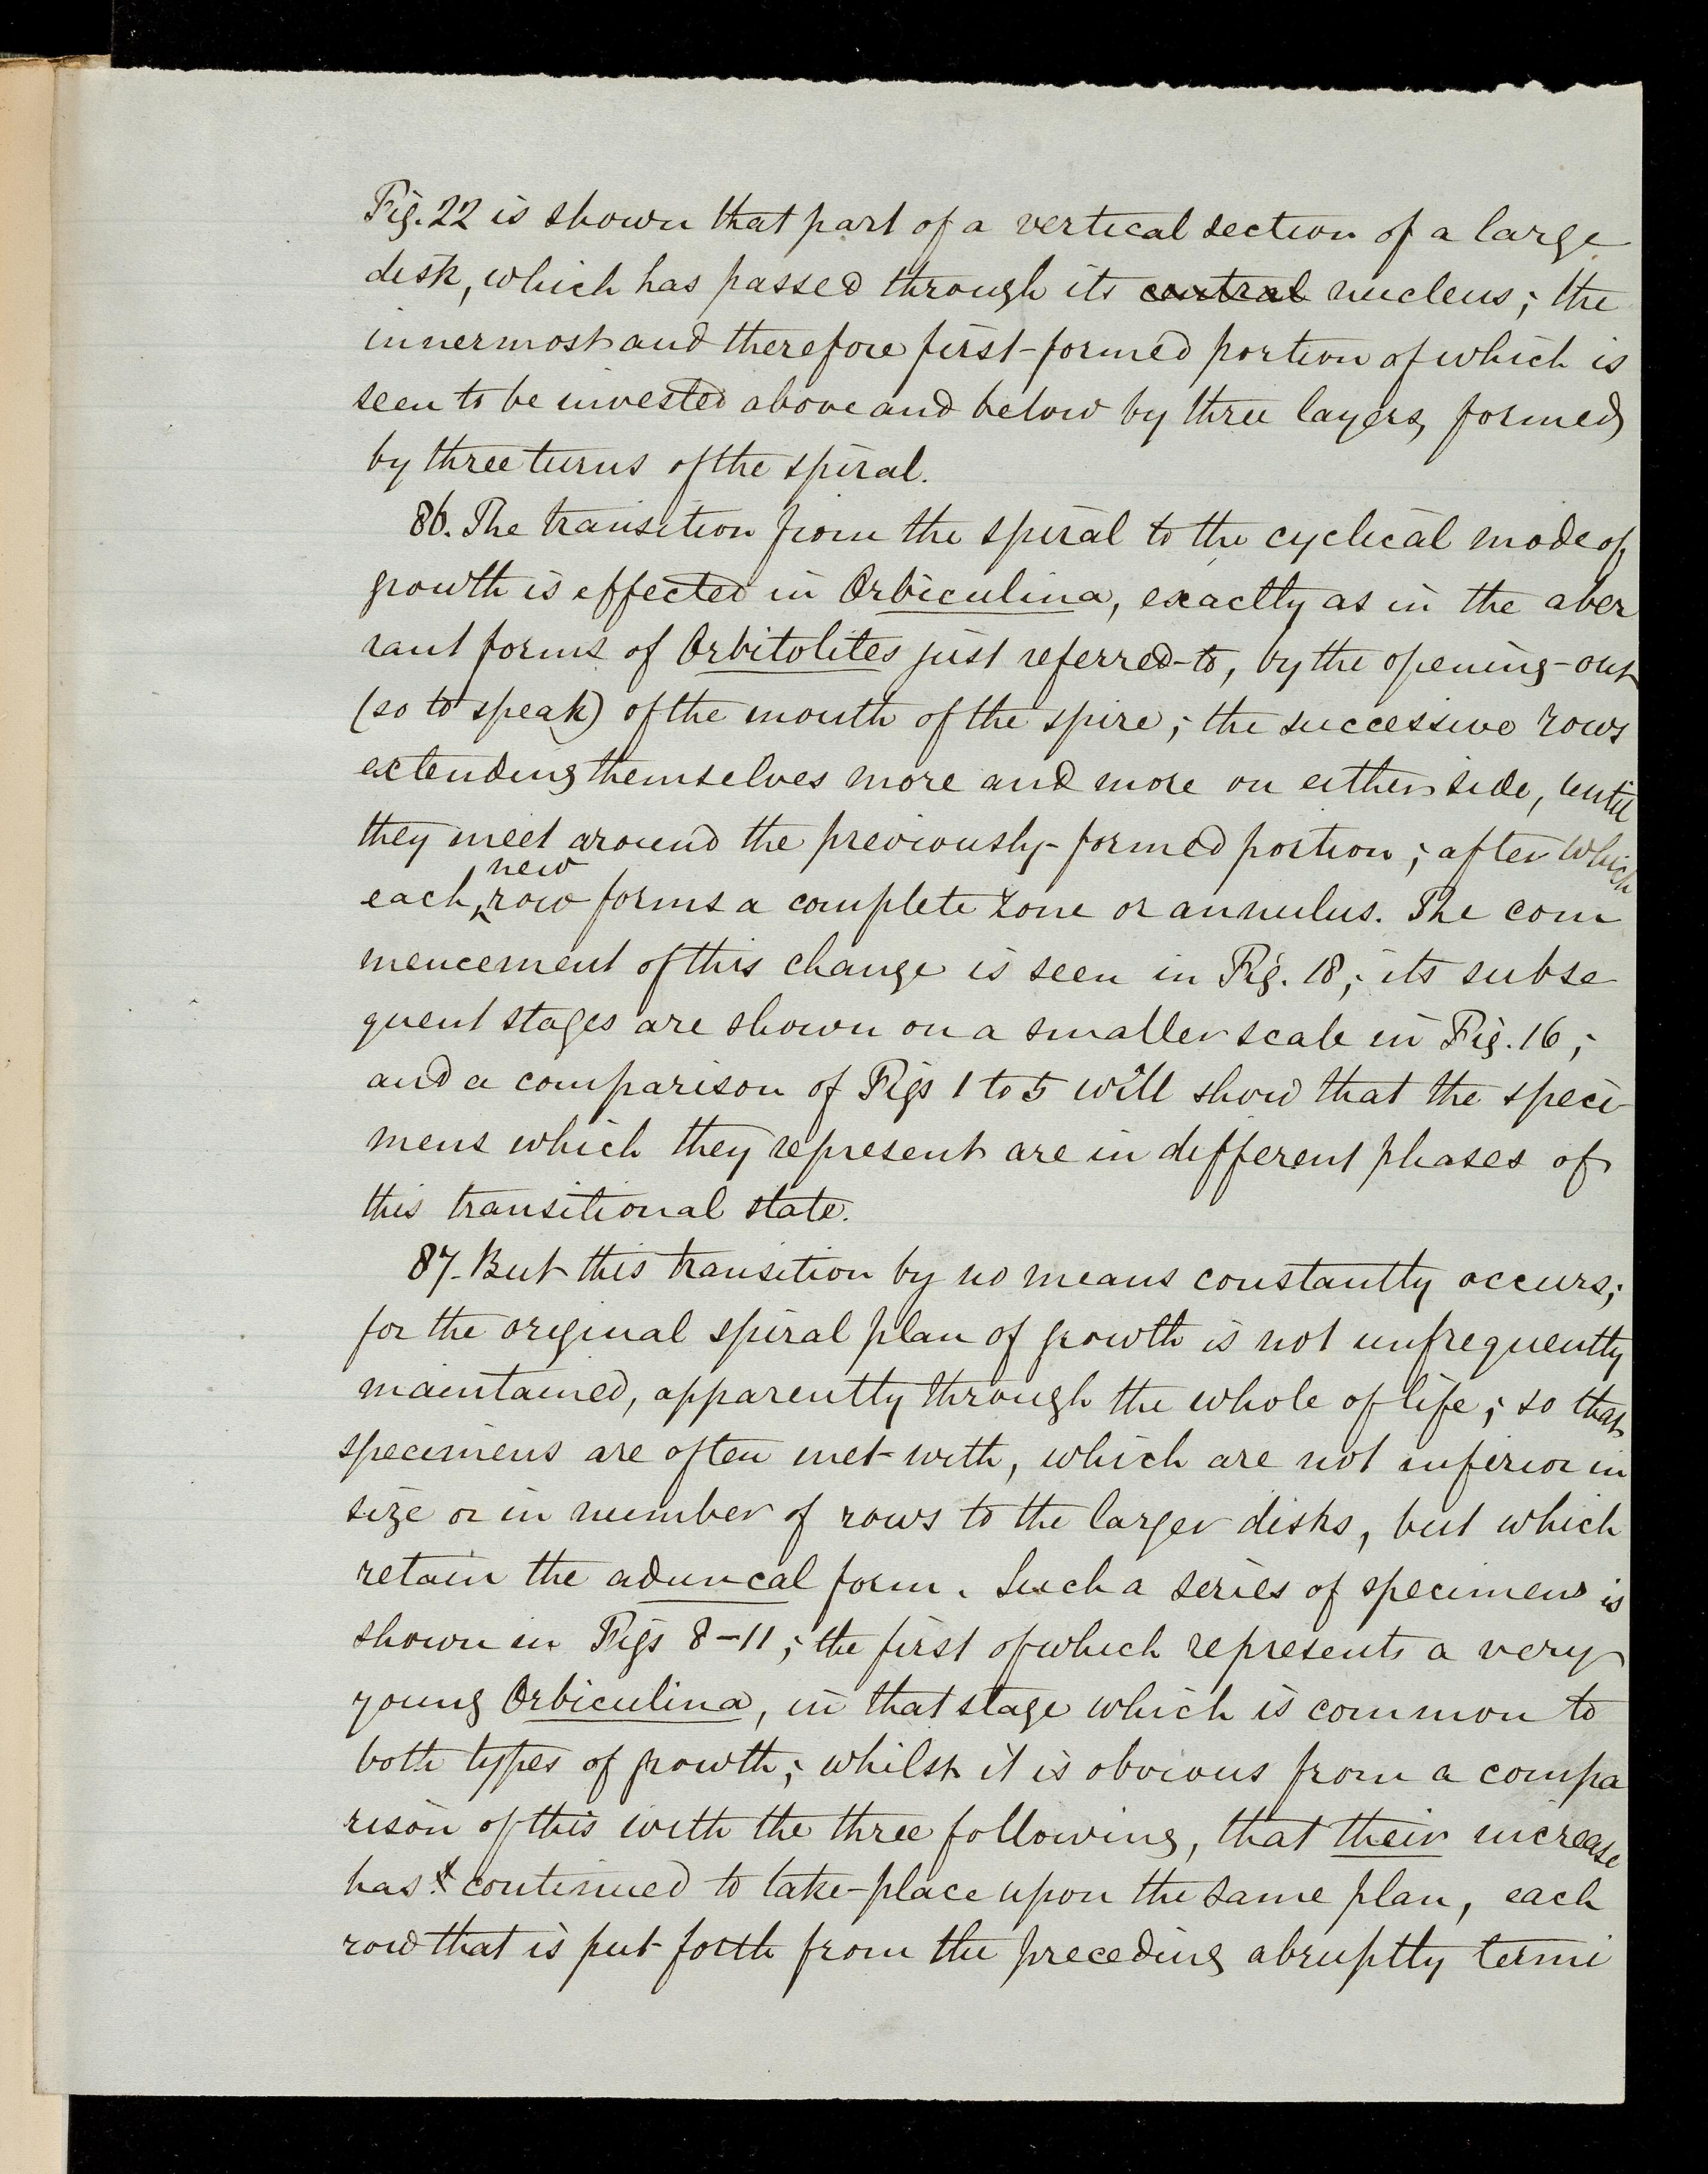 Fig. 22 is shown that part of a vertical section of a large
disk, which has passed through its central nucleus; the
innermost and therefore first-formed portion of which is
seen to be invested above and below by three layers, formed
by three turns of the spiral.
86. The transition from the spiral to the cyclical mode of
growth is effected in Orbiculina, exactly as in the aber
rant forms of Orbitolites just referred-to, by the opening-out
(so to speak) of the mouth of the spire; the successive rows
extending themselves more and more on either side, until
they meet around the previously-formed portion; after which
new
each row forms a complete zone or annulus. The com
mencement of this change is seen in Fig. 18; its subse
quent stages are shown on a smaller scale in Fig. 16;
and a comparison of Figs 1 to 5 will show that the speci-
mens which they represent are in different phases of
this transitional state.
87. But this transition by no means constantly occurs;
for the original spiral plan of growth is not unfrequently
maintained, apparently through the whole of life; so that
specimens are often met-with, which are not inferior in
size or in number of rows to the larger disks, but which
retain the aduncal form. Such a series of specimens is
shown in Figs 8-11; the first of which represents a very
young Orbiculina, in that stage which is common to
both types of growth; whilst it is obvious from a compa
rison of this with the three following, that their increase
has continued to take-place upon the same plan, each
row that is put forth from the preceding abruptly termi